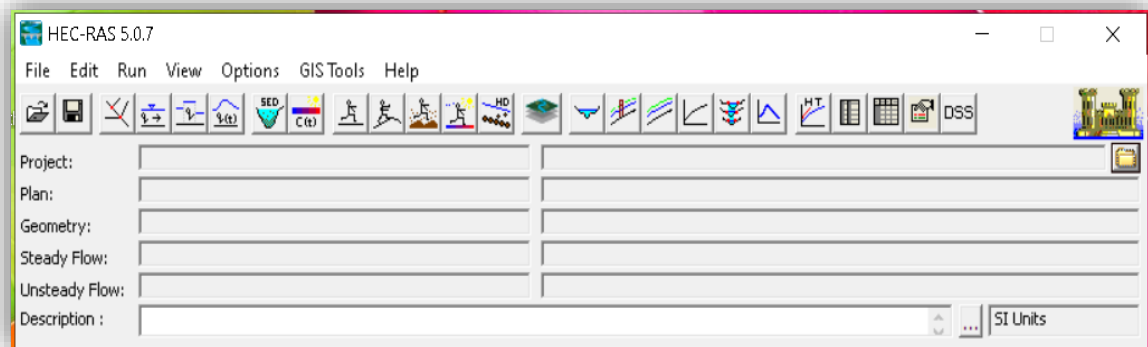 HEC-RAS 5.0.7
File Edit Run View Options GIS Tools Help
SED C(t) HD HT DSS
Project:
Plan:
Geometry:
Steady Flow:
Unsteady Flow:
Description : ... SI Units